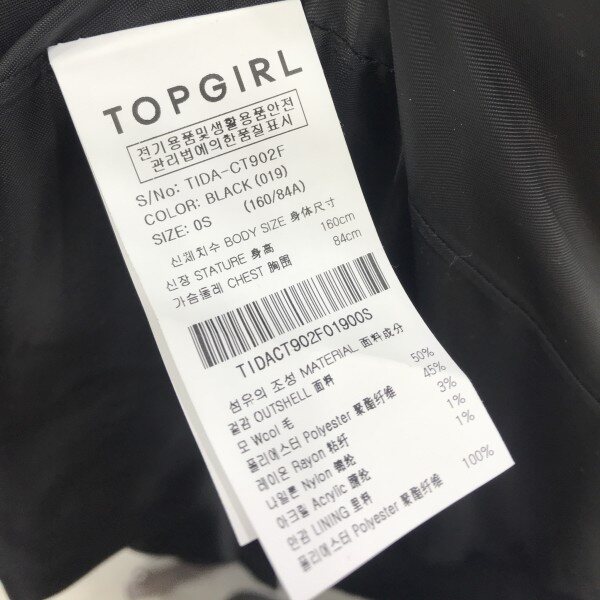 TOPGIRL
전기용품및생활용품안전
관리법에의한품질표시
S/No: TIDA-CT902F
COLOR: BLACK (019)
SIZE: 0S (160/84A)
신체치수 BODY SIZE 身体尺寸
신장 STATURE 身高 160cm
가슴둘레 CHEST 胸围 84cm
TIDACT902F01900S
섬유의 조성 MATERIAL 面料成分
겉감 OUTSHELL 面料
모 Wool 毛 50%
폴리에스터 Polyester 聚酯纤维 45%
레이온 Rayon 粘纤 3%
나일론 Nylon 锦纶 1%
아크릴 Acrylic 腈纶 1%
안감 LINING 里料
폴리에스터 Polyester 聚酯纤维 100%